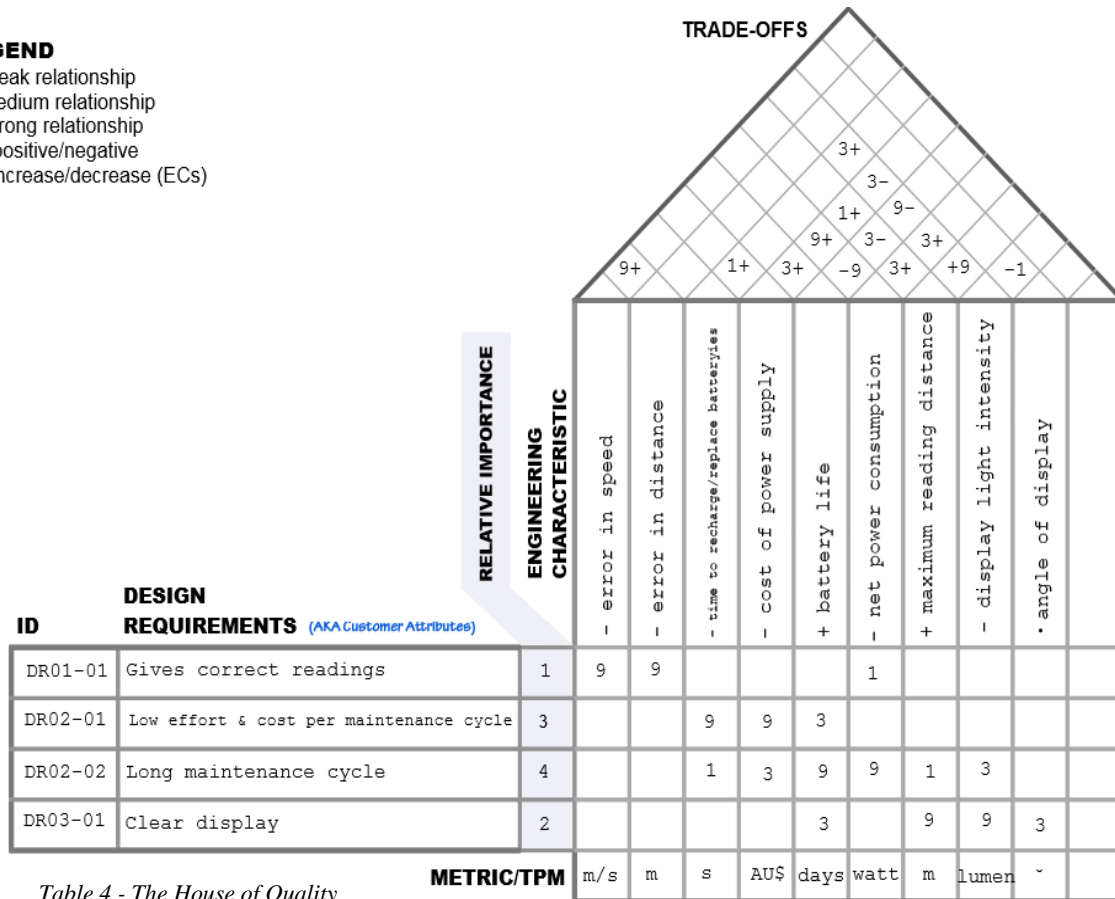 TRADE-OFFS
GEND
eak relationship
edium relationship
rong relationship
ositive/negative
ncrease/decrease (ECs)
3+
3-
1+ 9-
9+ 3- 3+
9+ 1+ 3+ -9 3+ +9 -1
RELATIVE IMPORTANCE
ENGINEERING
CHARACTERISTIC
- error in speed
- error in distance
- time to recharge/replace batteryies
- cost of power supply
+ battery life
- net power consumption
+ maximum reading distance
- display light intensity
· angle of display
ID
DESIGN
REQUIREMENTS (AKA Customer Attributes)
DR01-01 Gives correct readings 1 9 9 1
DR02-01 Low effort & cost per maintenance cycle 3 9 9 3
DR02-02 Long maintenance cycle 4 1 3 9 9 1 3
DR03-01 Clear display 2 3 9 9 3
METRIC/TPM m/s m s AU$ days watt m lumen ˘
Table 4 - The House of Quality